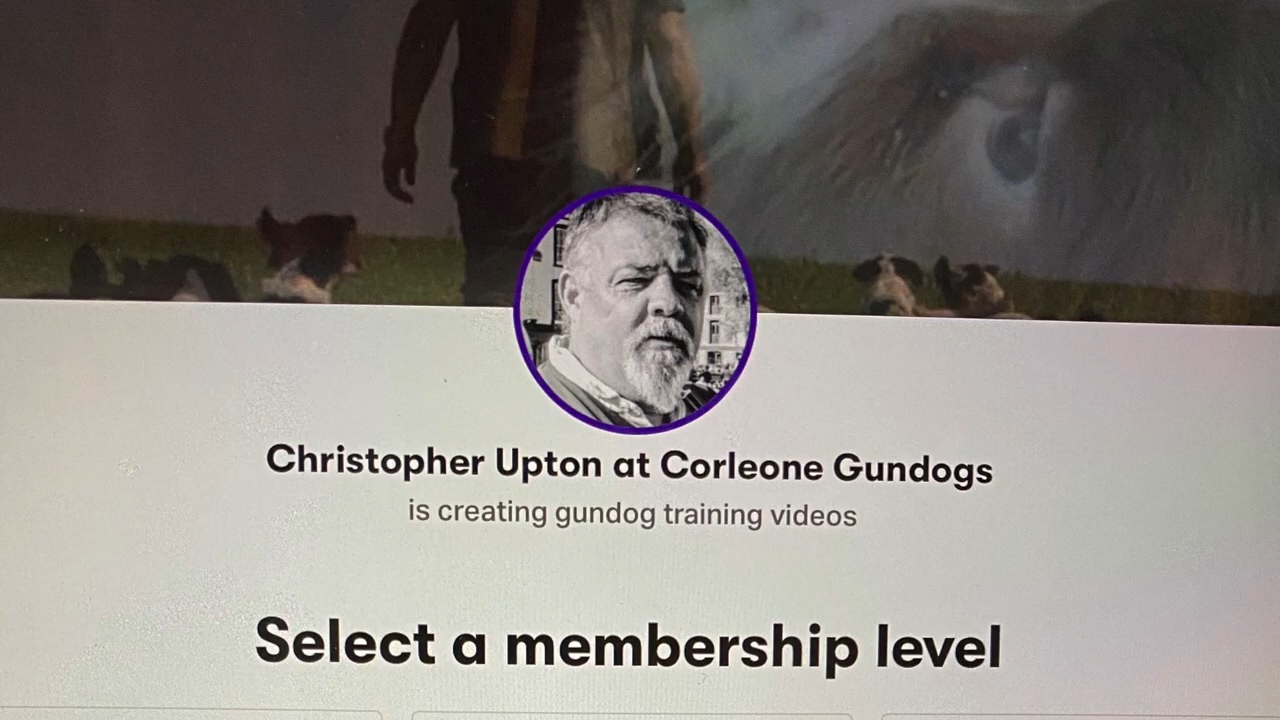 Christopher Upton at Corleone Gundogs
is creating gundog training videos
Select a membership level